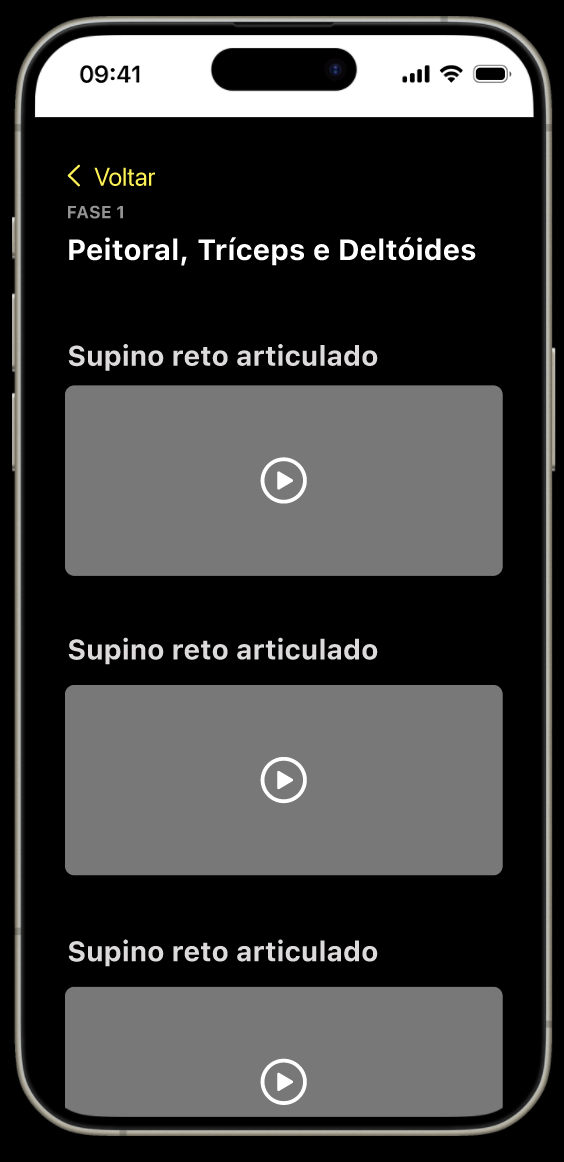 09:41
Voltar
FASE 1
Peitoral, Tríceps e Deltóides
Supino reto articulado
Supino reto articulado
Supino reto articulado